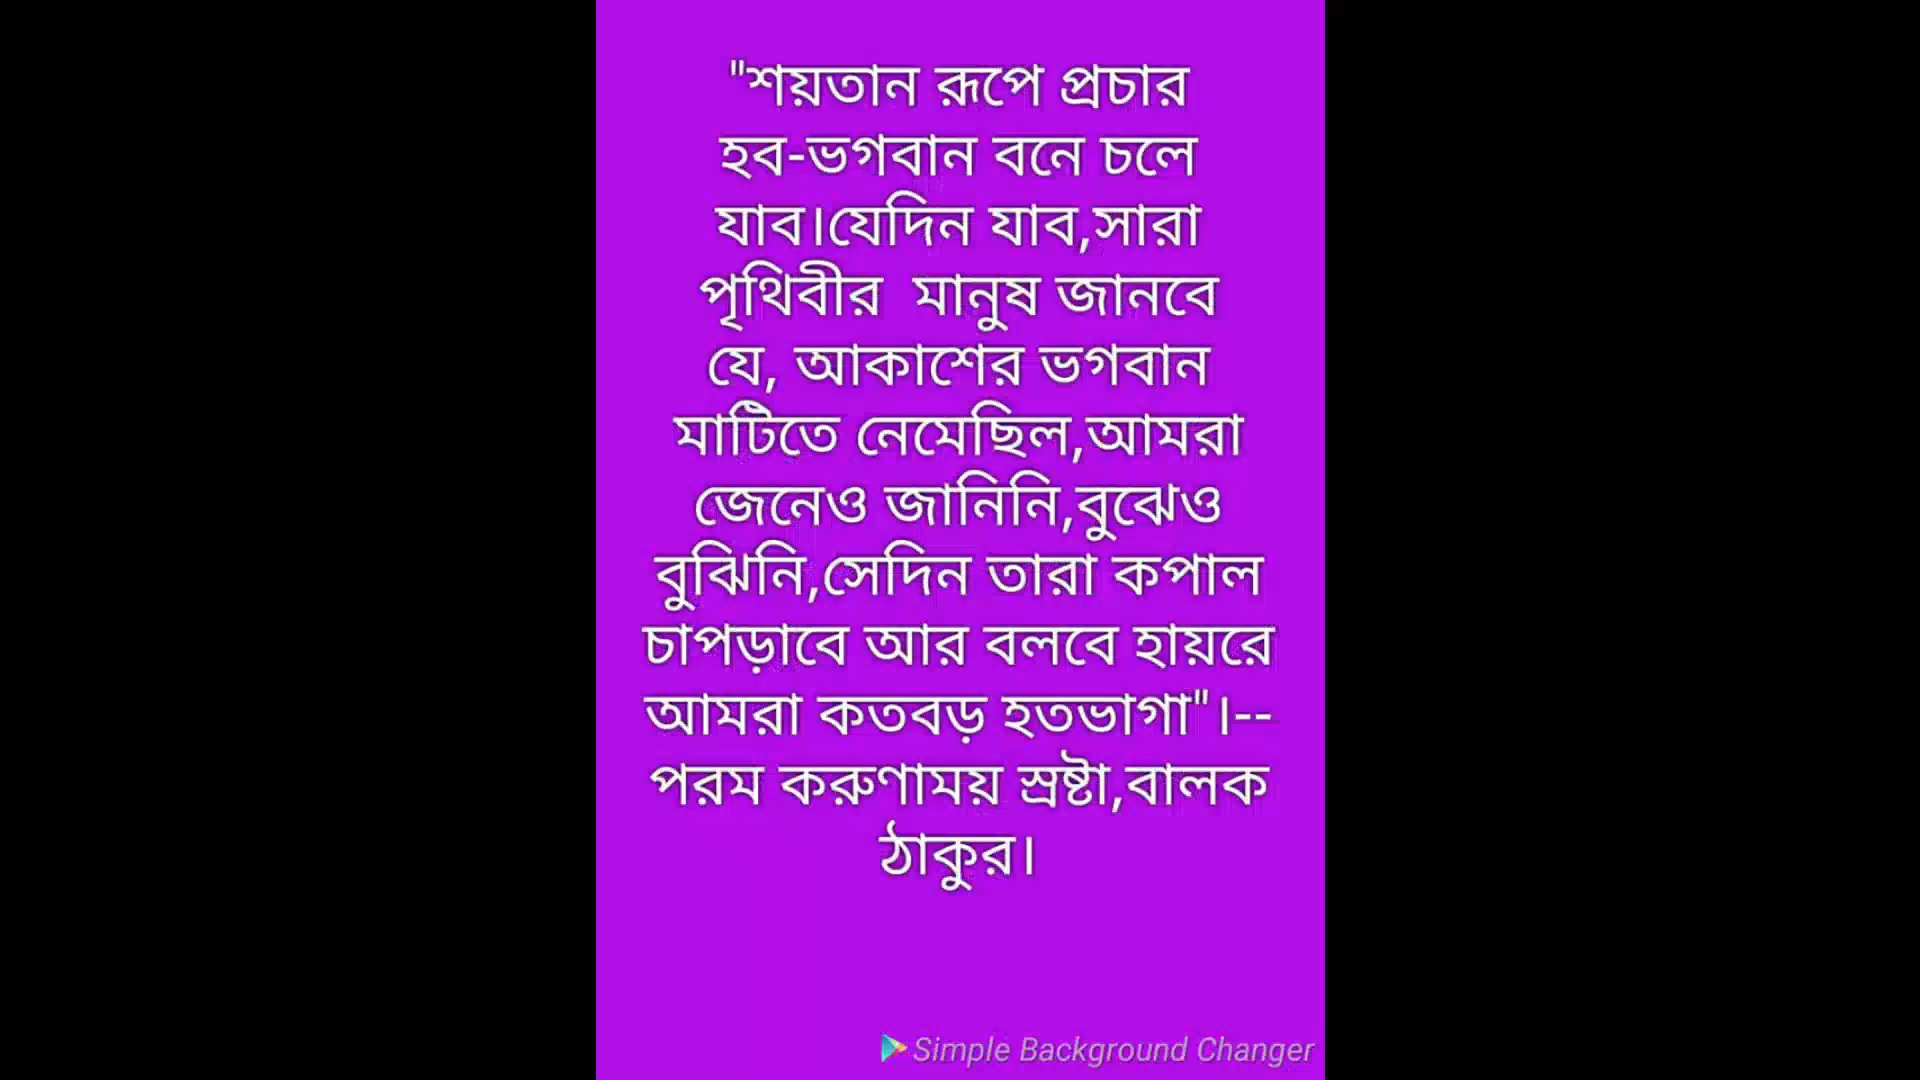 "শয়তান রূপে প্রচার
হব-ভগবান বনে চলে
যাব।যেদিন যাব,সারা
পৃথিবীর  মানুষ জানবে
যে, আকাশের ভগবান
মাটিতে নেমেছিল,আমরা
জেনেও জানিনি,বুঝেও
বুঝিনি,সেদিন তারা কপাল
চাপড়াবে আর বলবে হায়রে
আমরা কতবড় হতভাগা"।--
পরম করুণাময় স্রষ্টা,বালক
ঠাকুর।
Simple Background Changer